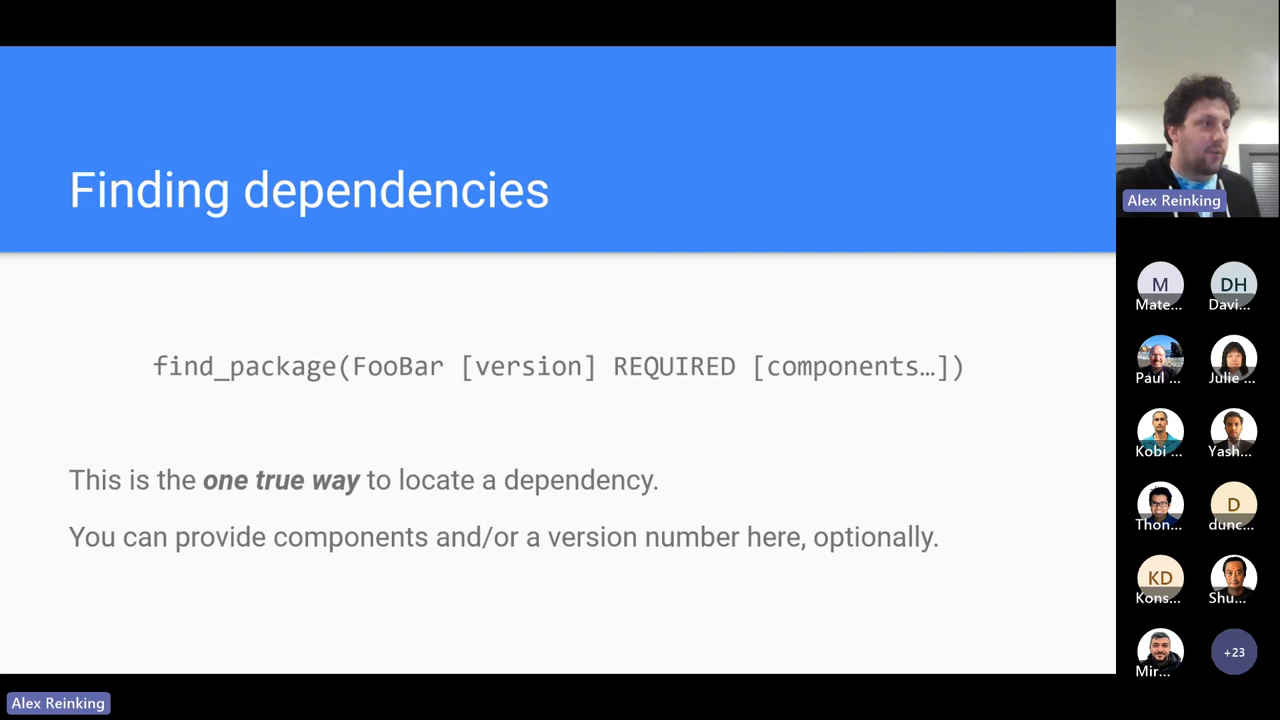 Finding dependencies
find_package(FooBar [version] REQUIRED [components…])
This is the one true way to locate a dependency.
You can provide components and/or a version number here, optionally.
Alex Reinking
Alex Reinking
M
Mate...
DH
Davi...
Paul ...
Julie ...
Kobi ...
Yash...
Thon...
D
dunc...
KD
Kons...
Shu...
Mir...
+23